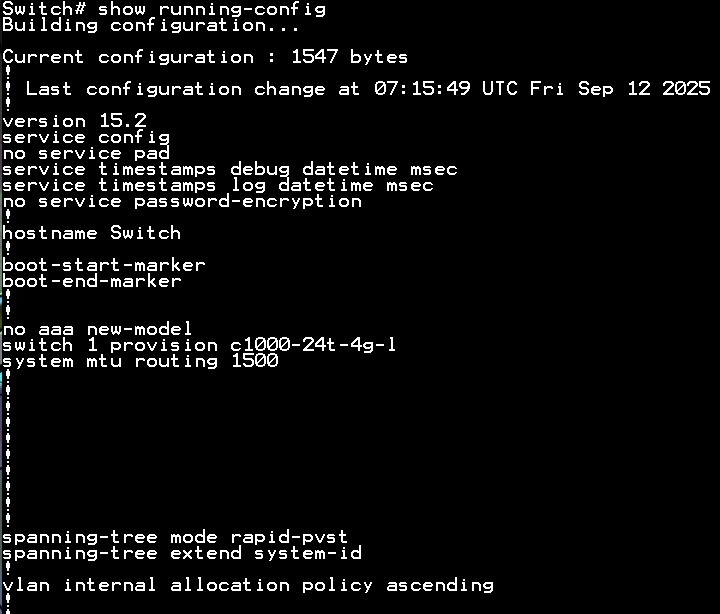 Switch# show running-config
Building configuration...
Current configuration : 1547 bytes
!
! Last configuration change at 07:15:49 UTC Fri Sep 12 2025
!
version 15.2
service config
no service pad
service timestamps debug datetime msec
service timestamps log datetime msec
no service password-encryption
!
hostname Switch
!
boot-start-marker
boot-end-marker
!
!
no aaa new-model
switch 1 provision c1000-24t-4g-l
system mtu routing 1500
!
!
!
!
!
!
!
!
!
!
spanning-tree mode rapid-pvst
spanning-tree extend system-id
!
vlan internal allocation policy ascending
!